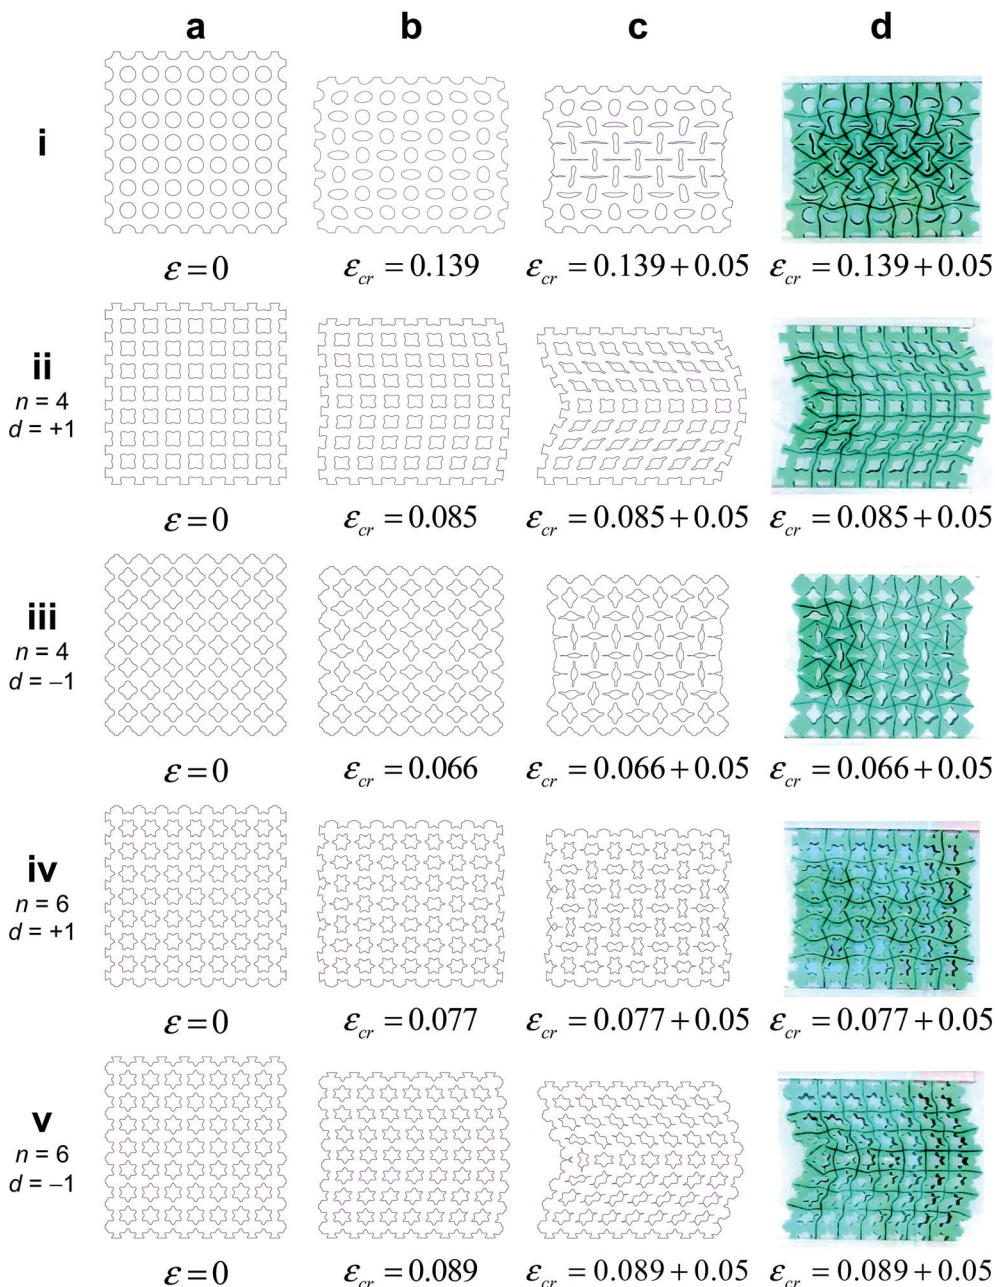 a b c d
i
ε = 0 ε_cr = 0.139 ε_cr = 0.139 + 0.05 ε_cr = 0.139 + 0.05
ii
n = 4
d = +1
ε = 0 ε_cr = 0.085 ε_cr = 0.085 + 0.05 ε_cr = 0.085 + 0.05
iii
n = 4
d = −1
ε = 0 ε_cr = 0.066 ε_cr = 0.066 + 0.05 ε_cr = 0.066 + 0.05
iv
n = 6
d = +1
ε = 0 ε_cr = 0.077 ε_cr = 0.077 + 0.05 ε_cr = 0.077 + 0.05
v
n = 6
d = −1
ε = 0 ε_cr = 0.089 ε_cr = 0.089 + 0.05 ε_cr = 0.089 + 0.05